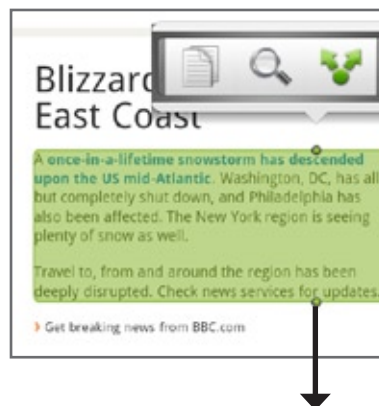 Blizzard
East Coast
A once-in-a-lifetime snowstorm has descended
upon the US mid-Atlantic. Washington, DC, has all
but completely shut down, and Philadelphia has
also been affected. The New York region is seeing
plenty of snow as well.
Travel to, from and around the region has been
deeply disrupted. Check news services for updates.
› Get breaking news from BBC.com